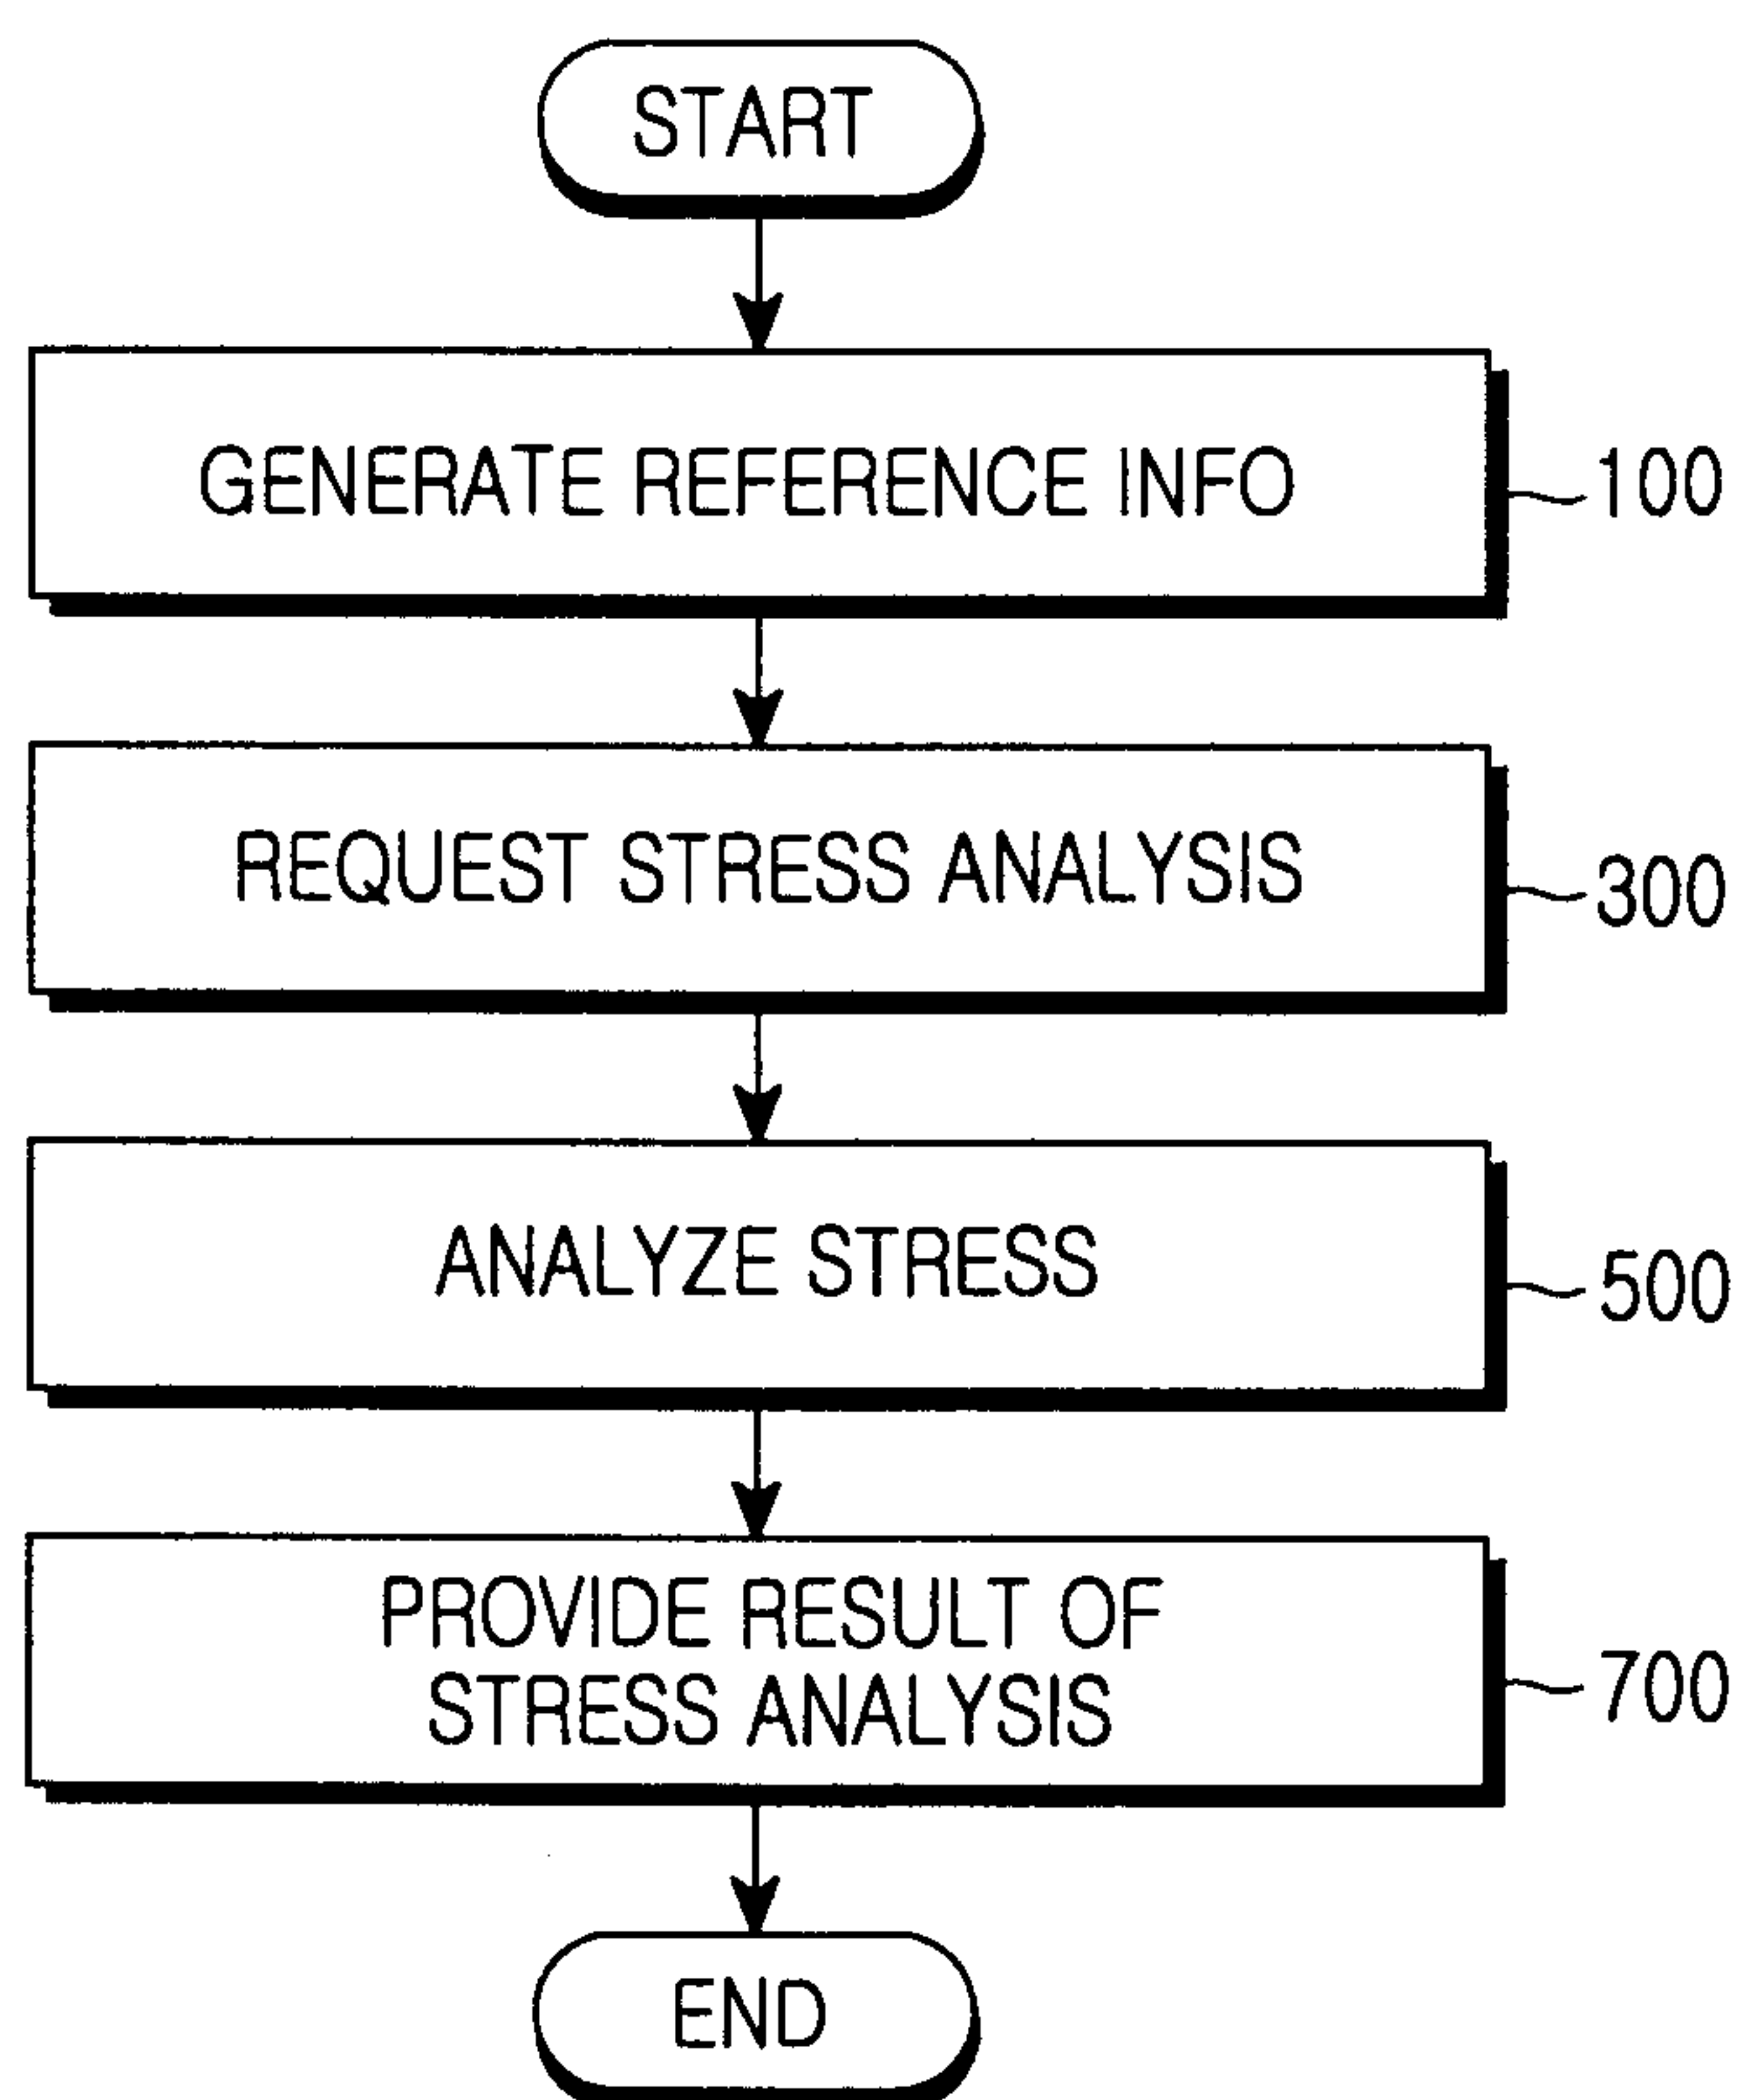 START
GENERATE REFERENCE INFO
100
REQUEST STRESS ANALYSIS
300
ANALYZE STRESS
500
PROVIDE RESULT OF
STRESS ANALYSIS
700
END